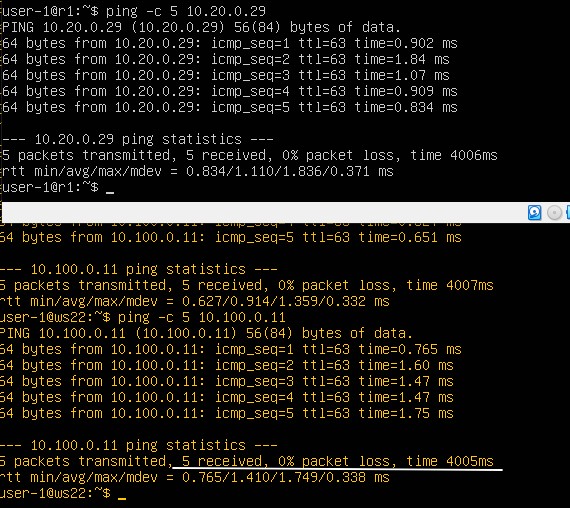 user-1@r1:~$ ping -c 5 10.20.0.29
PING 10.20.0.29 (10.20.0.29) 56(84) bytes of data.
64 bytes from 10.20.0.29: icmp_seq=1 ttl=63 time=0.902 ms
64 bytes from 10.20.0.29: icmp_seq=2 ttl=63 time=1.84 ms
64 bytes from 10.20.0.29: icmp_seq=3 ttl=63 time=1.07 ms
64 bytes from 10.20.0.29: icmp_seq=4 ttl=63 time=0.909 ms
64 bytes from 10.20.0.29: icmp_seq=5 ttl=63 time=0.834 ms
--- 10.20.0.29 ping statistics ---
5 packets transmitted, 5 received, 0% packet loss, time 4006ms
rtt min/avg/max/mdev = 0.834/1.110/1.836/0.371 ms
user-1@r1:~$ _
64 bytes from 10.100.0.11: icmp_seq=5 ttl=63 time=0.651 ms
--- 10.100.0.11 ping statistics ---
5 packets transmitted, 5 received, 0% packet loss, time 4007ms
rtt min/avg/max/mdev = 0.627/0.914/1.359/0.332 ms
user-1@ws22:~$ ping -c 5 10.100.0.11
PING 10.100.0.11 (10.100.0.11) 56(84) bytes of data.
64 bytes from 10.100.0.11: icmp_seq=1 ttl=63 time=0.765 ms
64 bytes from 10.100.0.11: icmp_seq=2 ttl=63 time=1.60 ms
64 bytes from 10.100.0.11: icmp_seq=3 ttl=63 time=1.47 ms
64 bytes from 10.100.0.11: icmp_seq=4 ttl=63 time=1.47 ms
64 bytes from 10.100.0.11: icmp_seq=5 ttl=63 time=1.75 ms
--- 10.100.0.11 ping statistics ---
5 packets transmitted, 5 received, 0% packet loss, time 4005ms
rtt min/avg/max/mdev = 0.765/1.410/1.749/0.338 ms
user-1@ws22:~$ _